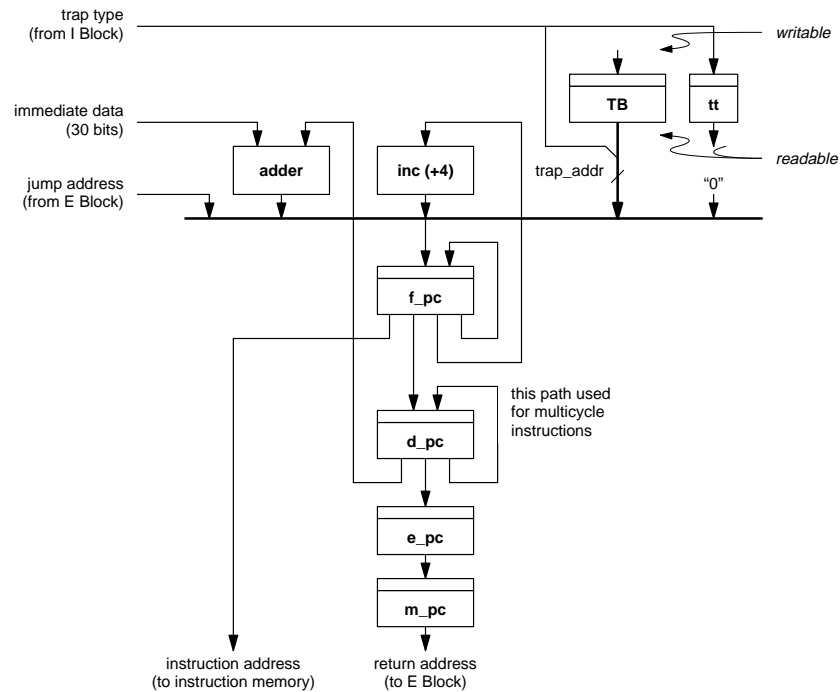 trap type
(from I Block)
writable
TB
tt
immediate data
(30 bits)
adder
inc (+4)
readable
trap_addr
jump address
(from E Block)
“0”
f_pc
this path used
for multicycle
instructions
d_pc
e_pc
m_pc
instruction address
(to instruction memory)
return address
(to E Block)